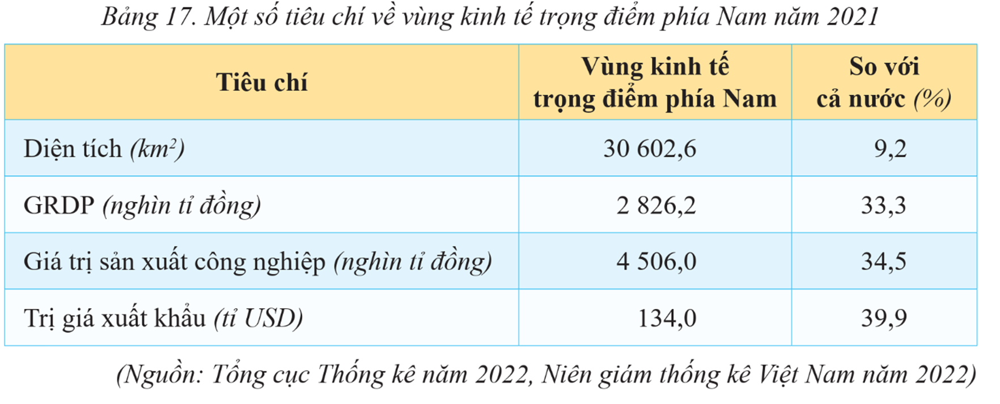 Bảng 17. Một số tiêu chí về vùng kinh tế trọng điểm phía Nam năm 2021
Tiêu chí
Vùng kinh tế
trọng điểm phía Nam
So với
cả nước (%)
Diện tích (km²)
30 602,6
9,2
GRDP (nghìn tỉ đồng)
2 826,2
33,3
Giá trị sản xuất công nghiệp (nghìn tỉ đồng)
4 506,0
34,5
Trị giá xuất khẩu (tỉ USD)
134,0
39,9
(Nguồn: Tổng cục Thống kê năm 2022, Niên giám thống kê Việt Nam năm 2022)